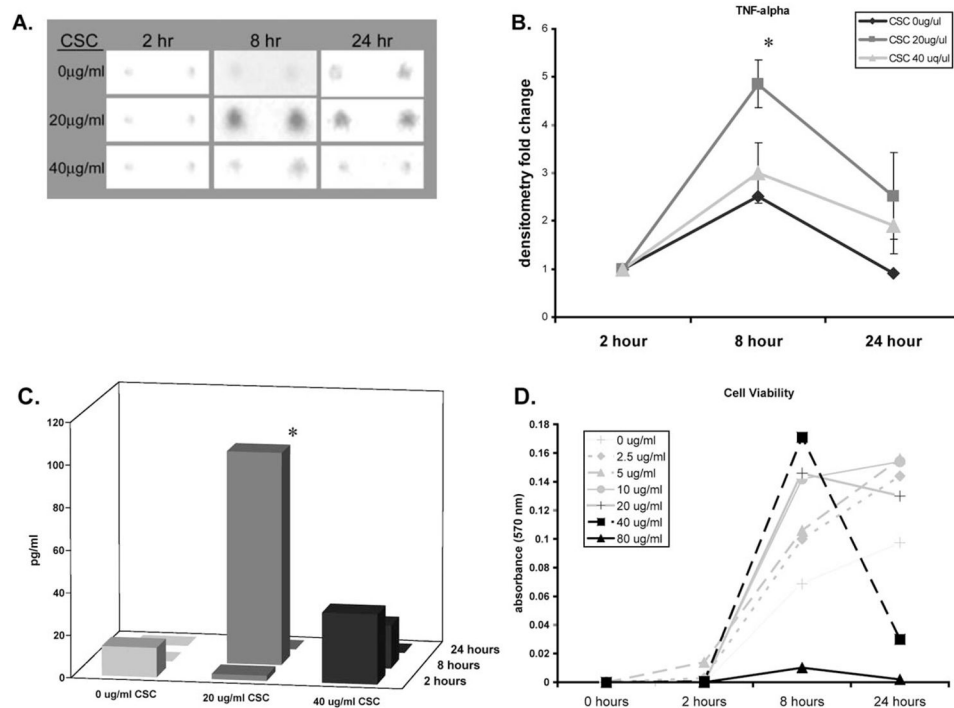 A.
CSC 2 hr 8 hr 24 hr
0µg/ml
20µg/ml
40µg/ml
B.
TNF-alpha
CSC 0ug/ul
CSC 20ug/ul
CSC 40 uq/ul
*
densitometry fold change
6
5
4
3
2
1
0
2 hour 8 hour 24 hour
C.
120
100
80
60
40
20
0
pg/ml
*
24 hours
8 hours
2 hours
0 ug/ml CSC 20 ug/ml CSC 40 ug/ml CSC
D.
Cell Viability
0 ug/ml
2.5 ug/ml
5 ug/ml
10 ug/ml
20 ug/ml
40 ug/ml
80 ug/ml
absorbance (570 nm)
0.18
0.16
0.14
0.12
0.1
0.08
0.06
0.04
0.02
0
0 hours 2 hours 8 hours 24 hours